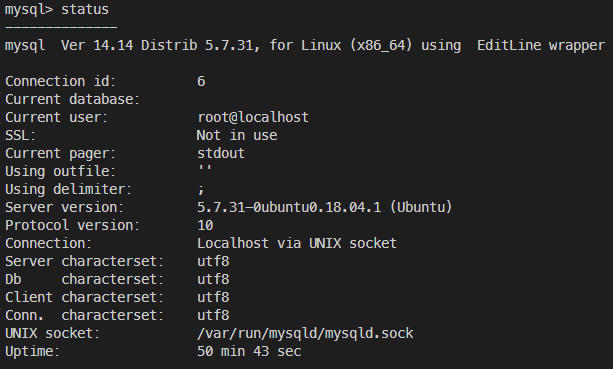 mysql> status
--------------
mysql  Ver 14.14 Distrib 5.7.31, for Linux (x86_64) using  EditLine wrapper

Connection id:          6
Current database:
Current user:           root@localhost
SSL:                    Not in use
Current pager:          stdout
Using outfile:          ''
Using delimiter:        ;
Server version:         5.7.31-0ubuntu0.18.04.1 (Ubuntu)
Protocol version:       10
Connection:             Localhost via UNIX socket
Server characterset:    utf8
Db     characterset:    utf8
Client characterset:    utf8
Conn.  characterset:    utf8
UNIX socket:            /var/run/mysqld/mysqld.sock
Uptime:                 50 min 43 sec